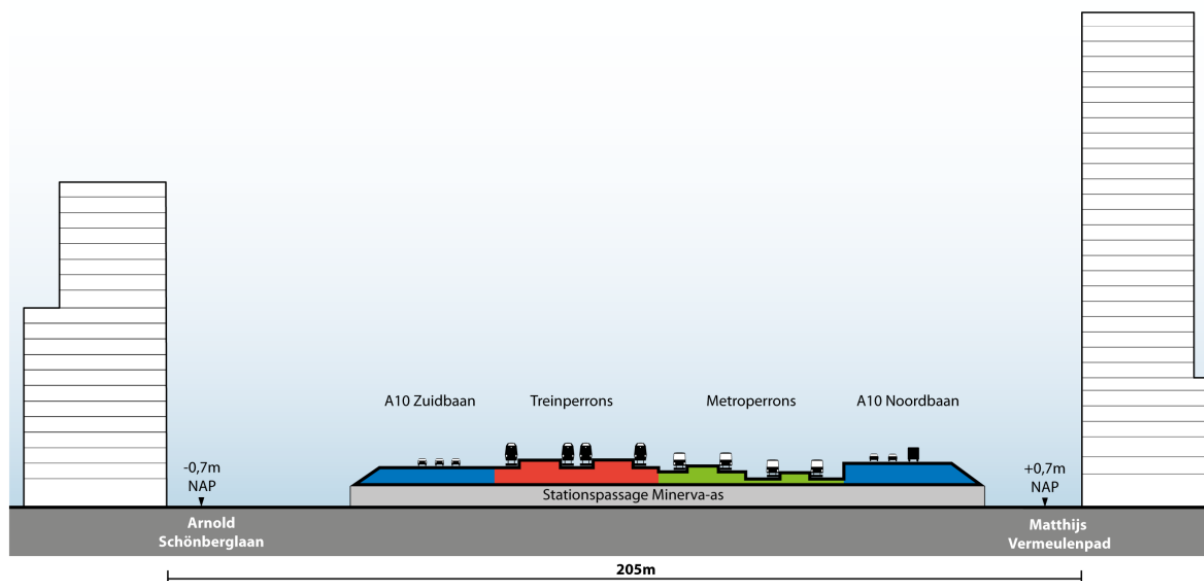 A10 Zuidbaan
Treinperrons
Metroperrons
A10 Noordbaan
-0,7m
NAP
+0,7m
NAP
Stationspassage Minerva-as
Arnold
Schönberglaan
Matthijs
Vermeulenpad
205m